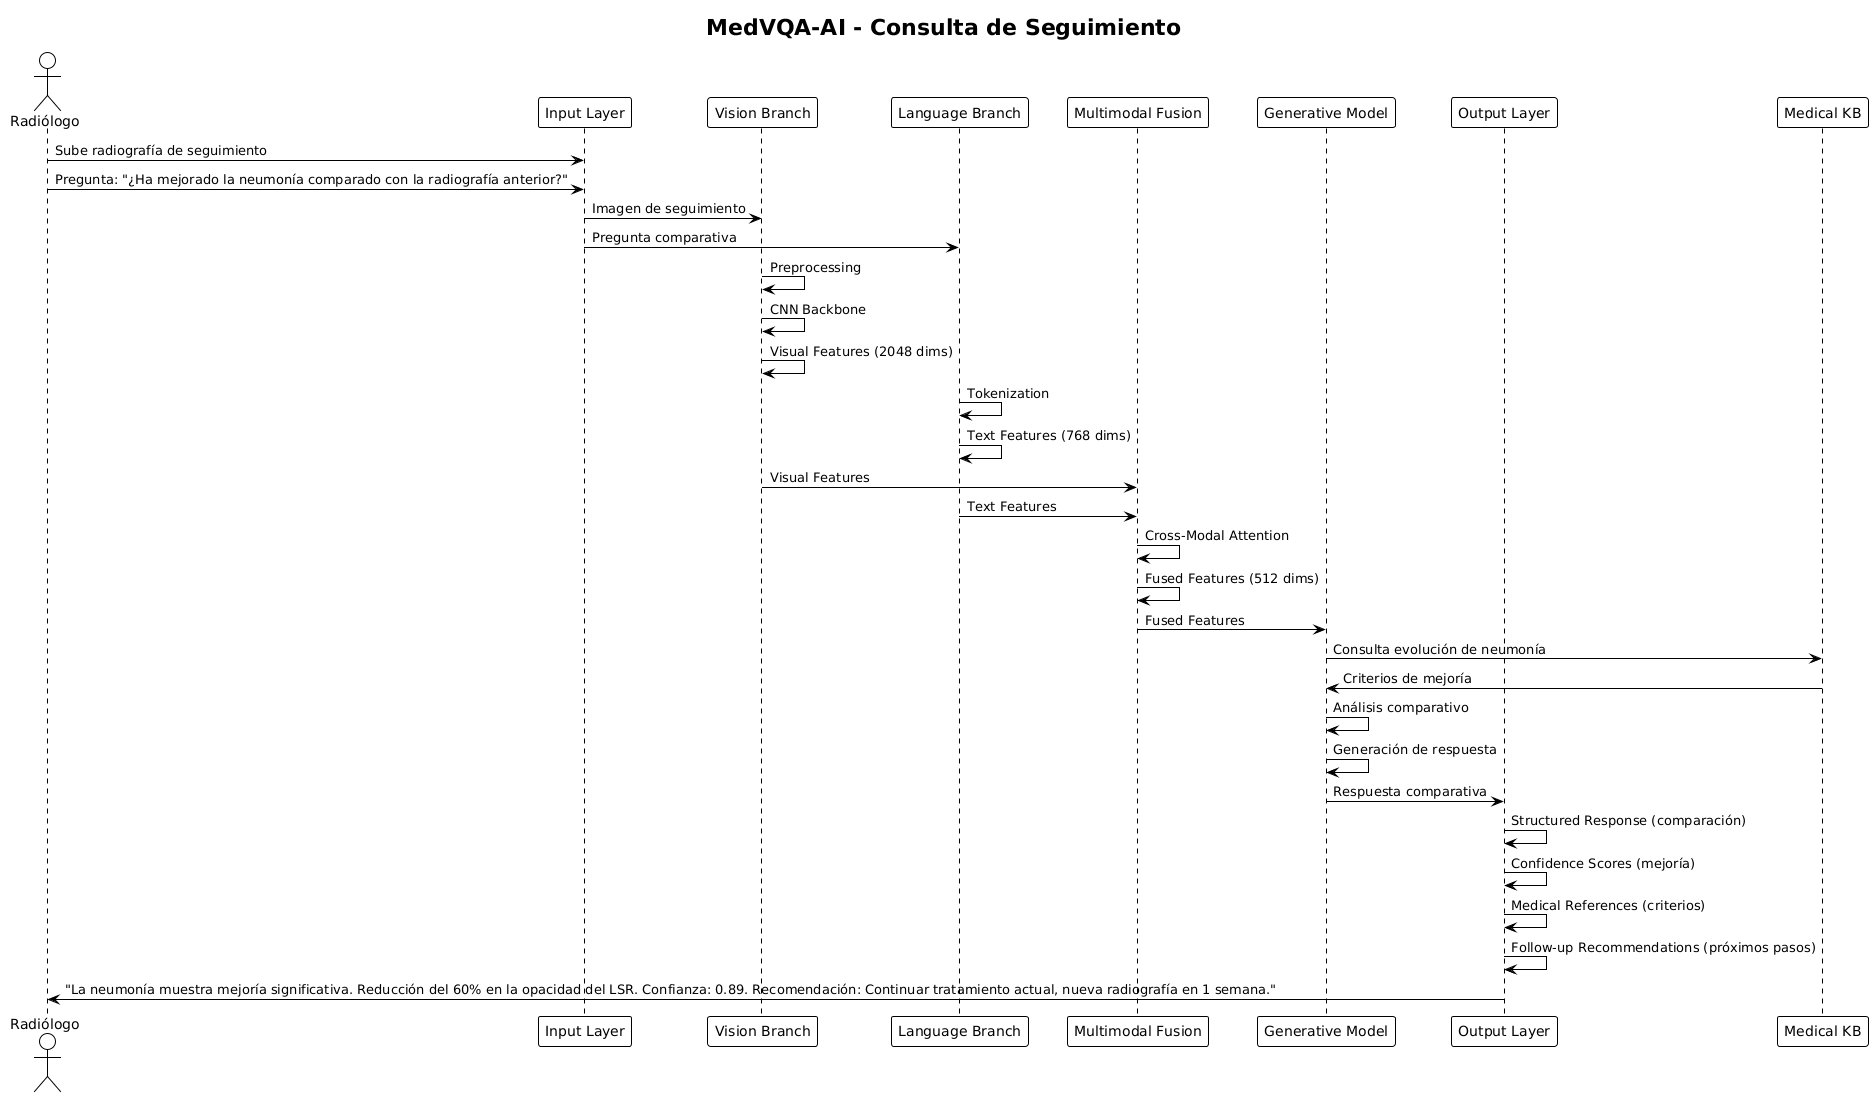 MedVQA-AI - Consulta de Seguimiento
Radiólogo
Input Layer
Vision Branch
Language Branch
Multimodal Fusion
Generative Model
Output Layer
Medical KB
Sube radiografía de seguimiento
Pregunta: "¿Ha mejorado la neumonía comparado con la radiografía anterior?"
Imagen de seguimiento
Pregunta comparativa
Preprocessing
CNN Backbone
Visual Features (2048 dims)
Tokenization
Text Features (768 dims)
Visual Features
Text Features
Cross-Modal Attention
Fused Features (512 dims)
Fused Features
Consulta evolución de neumonía
Criterios de mejoría
Análisis comparativo
Generación de respuesta
Respuesta comparativa
Structured Response (comparación)
Confidence Scores (mejoría)
Medical References (criterios)
Follow-up Recommendations (próximos pasos)
"La neumonía muestra mejoría significativa. Reducción del 60% en la opacidad del LSR. Confianza: 0.89. Recomendación: Continuar tratamiento actual, nueva radiografía en 1 semana."
Radiólogo
Input Layer
Vision Branch
Language Branch
Multimodal Fusion
Generative Model
Output Layer
Medical KB